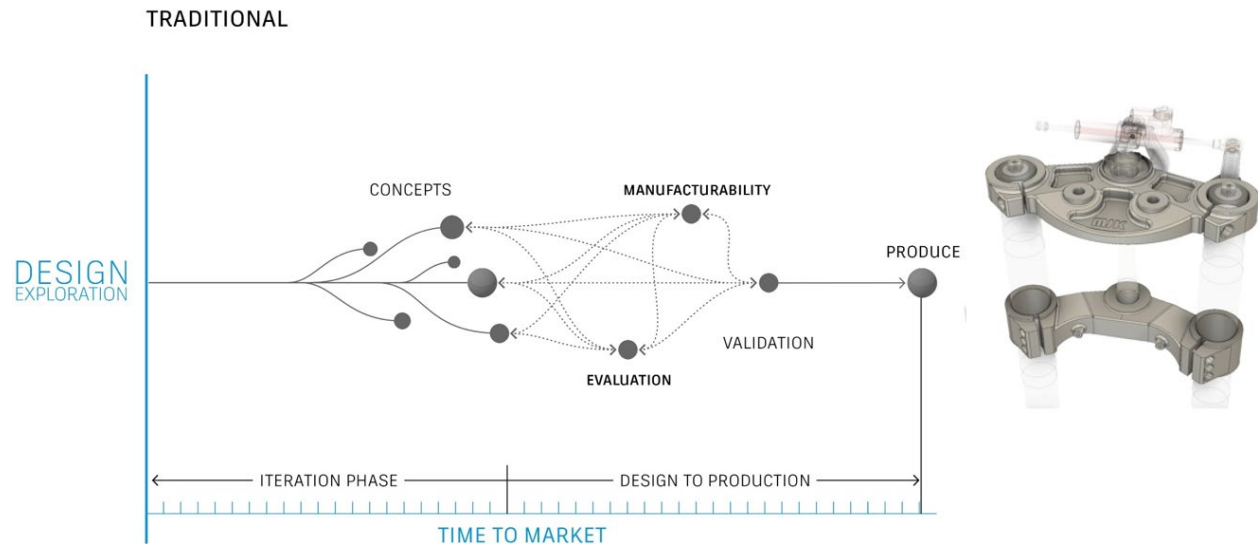 TRADITIONAL
CONCEPTS
MANUFACTURABILITY
PRODUCE
DESIGN
EXPLORATION
VALIDATION
EVALUATION
ITERATION PHASE
DESIGN TO PRODUCTION
TIME TO MARKET